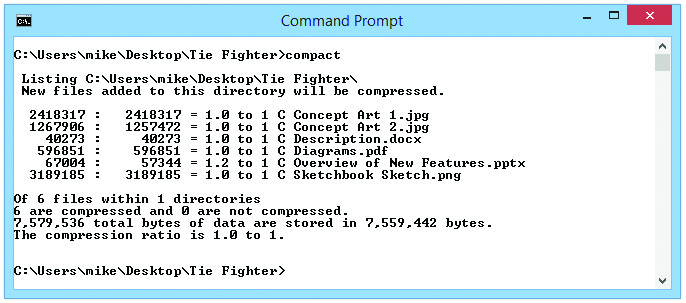 Command Prompt
C:\Users\mike\Desktop\Tie Fighter>compact
Listing C:\Users\mike\Desktop\Tie Fighter\
New files added to this directory will be compressed.
2418317 : 2418317 = 1.0 to 1 C Concept Art 1.jpg
1267906 : 1257472 = 1.0 to 1 C Concept Art 2.jpg
40273 : 40273 = 1.0 to 1 C Description.docx
596851 : 596851 = 1.0 to 1 C Diagrams.pdf
67004 : 57344 = 1.2 to 1 C Overview of New Features.pptx
3189185 : 3189185 = 1.0 to 1 C Sketchbook Sketch.png
Of 6 files within 1 directories
6 are compressed and 0 are not compressed.
7,579,536 total bytes of data are stored in 7,559,442 bytes.
The compression ratio is 1.0 to 1.
C:\Users\mike\Desktop\Tie Fighter>